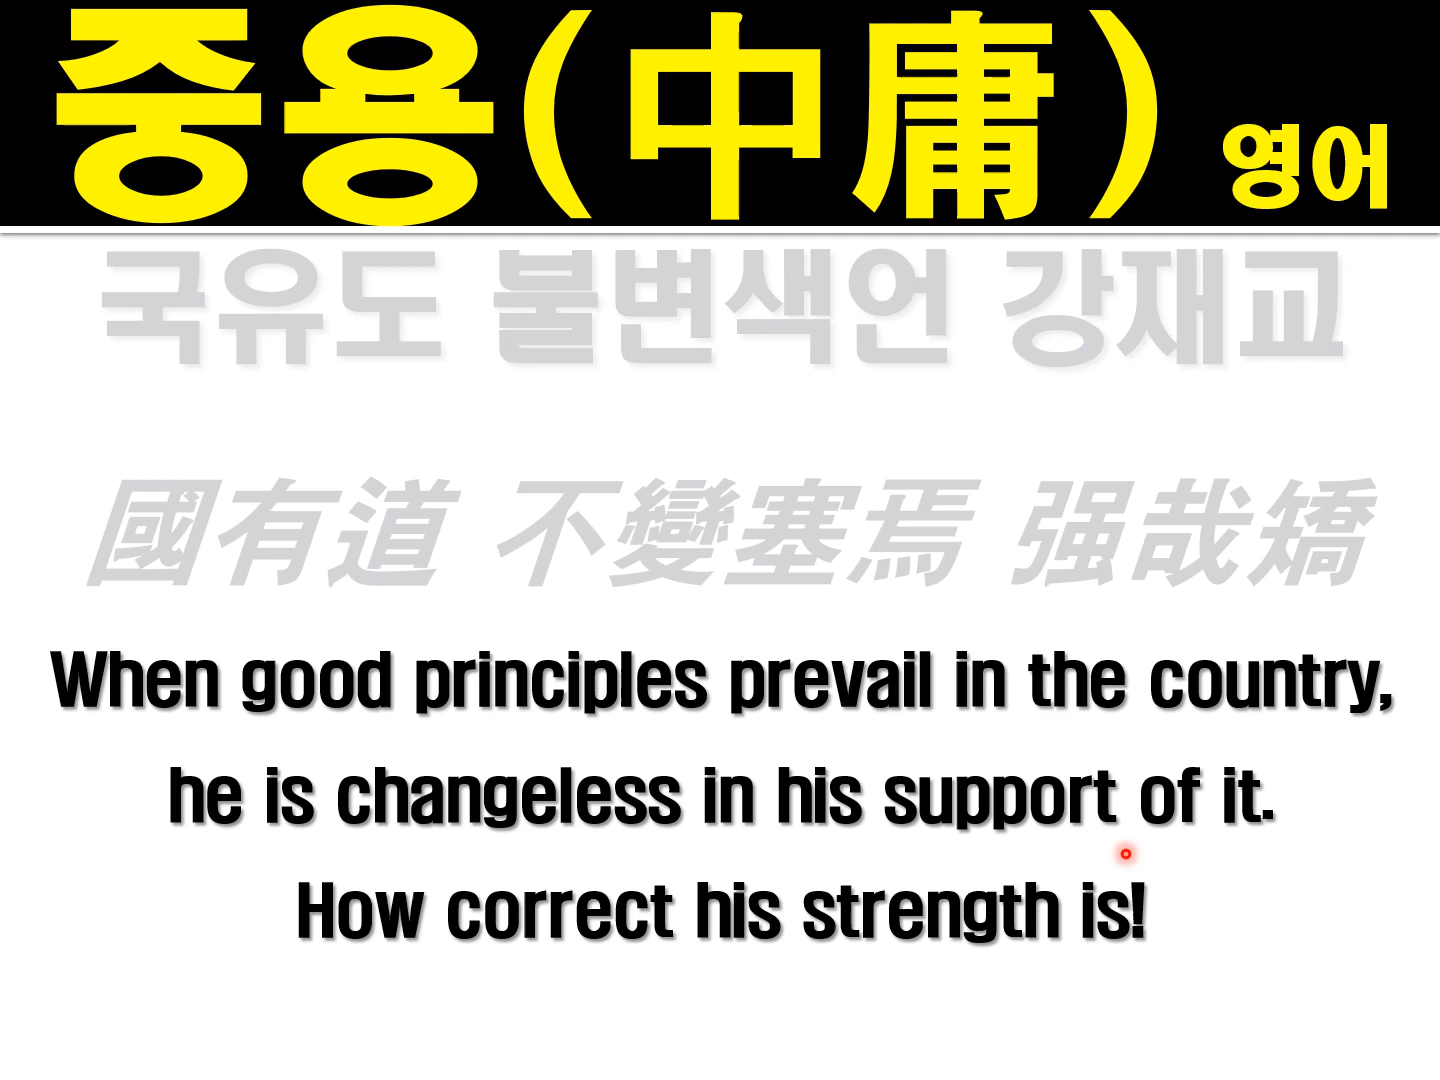 중용(中庸) 영어
국유도 불변색언 강재교
國有道 不變塞焉 强哉矯
When good principles prevail in the country,
he is changeless in his support of it.
How correct his strength is!